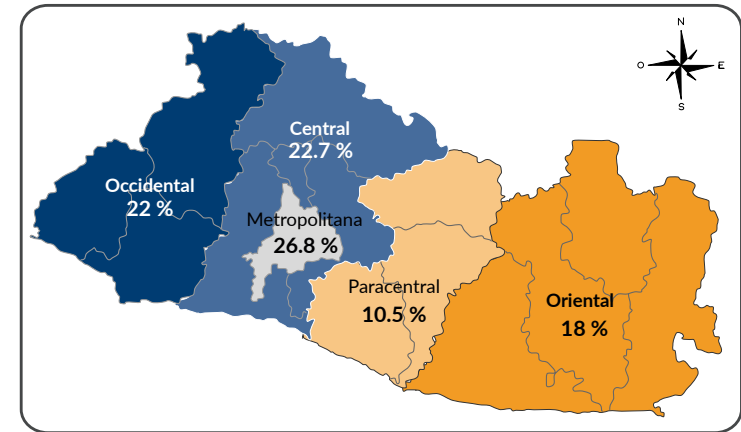 N
O E
S
Central
22.7 %
Occidental
22 %
Metropolitana
26.8 %
Paracentral
10.5 %
Oriental
18 %